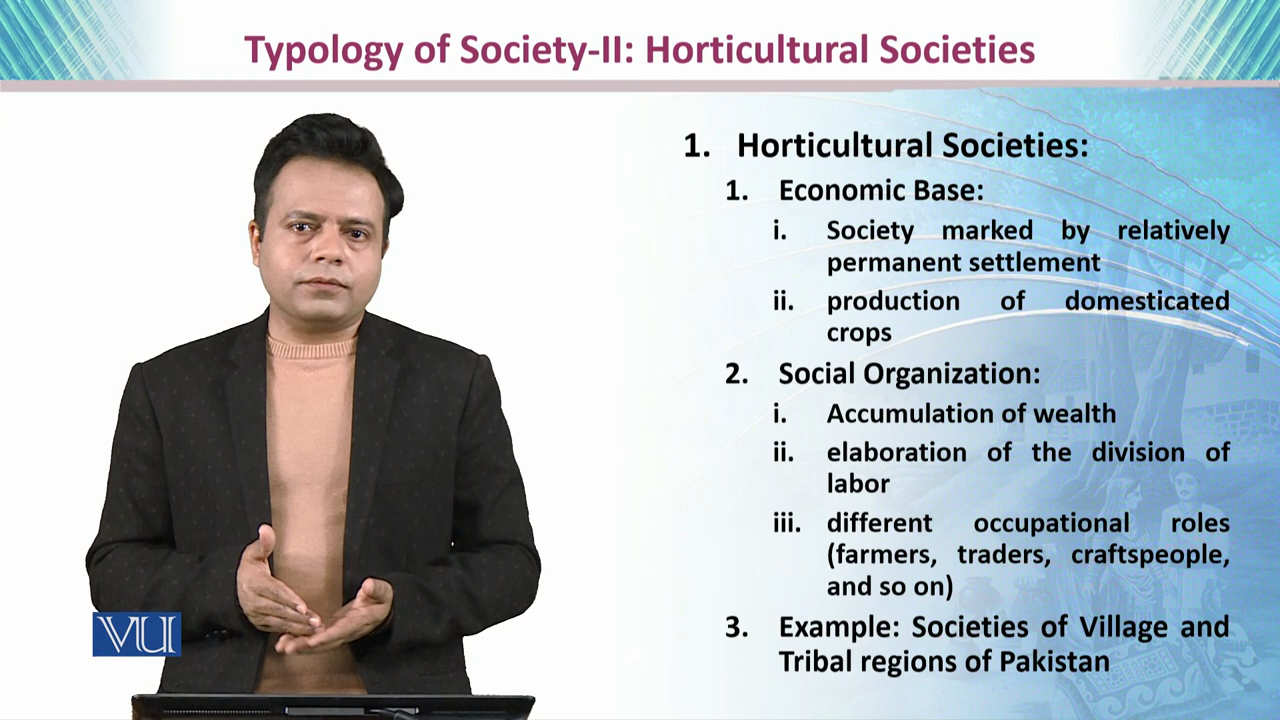 Typology of Society-II: Horticultural Societies
1. Horticultural Societies:
1. Economic Base:
i. Society marked by relatively
permanent settlement
ii. production of domesticated
crops
2. Social Organization:
i. Accumulation of wealth
ii. elaboration of the division of
labor
iii. different occupational roles
(farmers, traders, craftspeople,
and so on)
3. Example: Societies of Village and
Tribal regions of Pakistan
VU